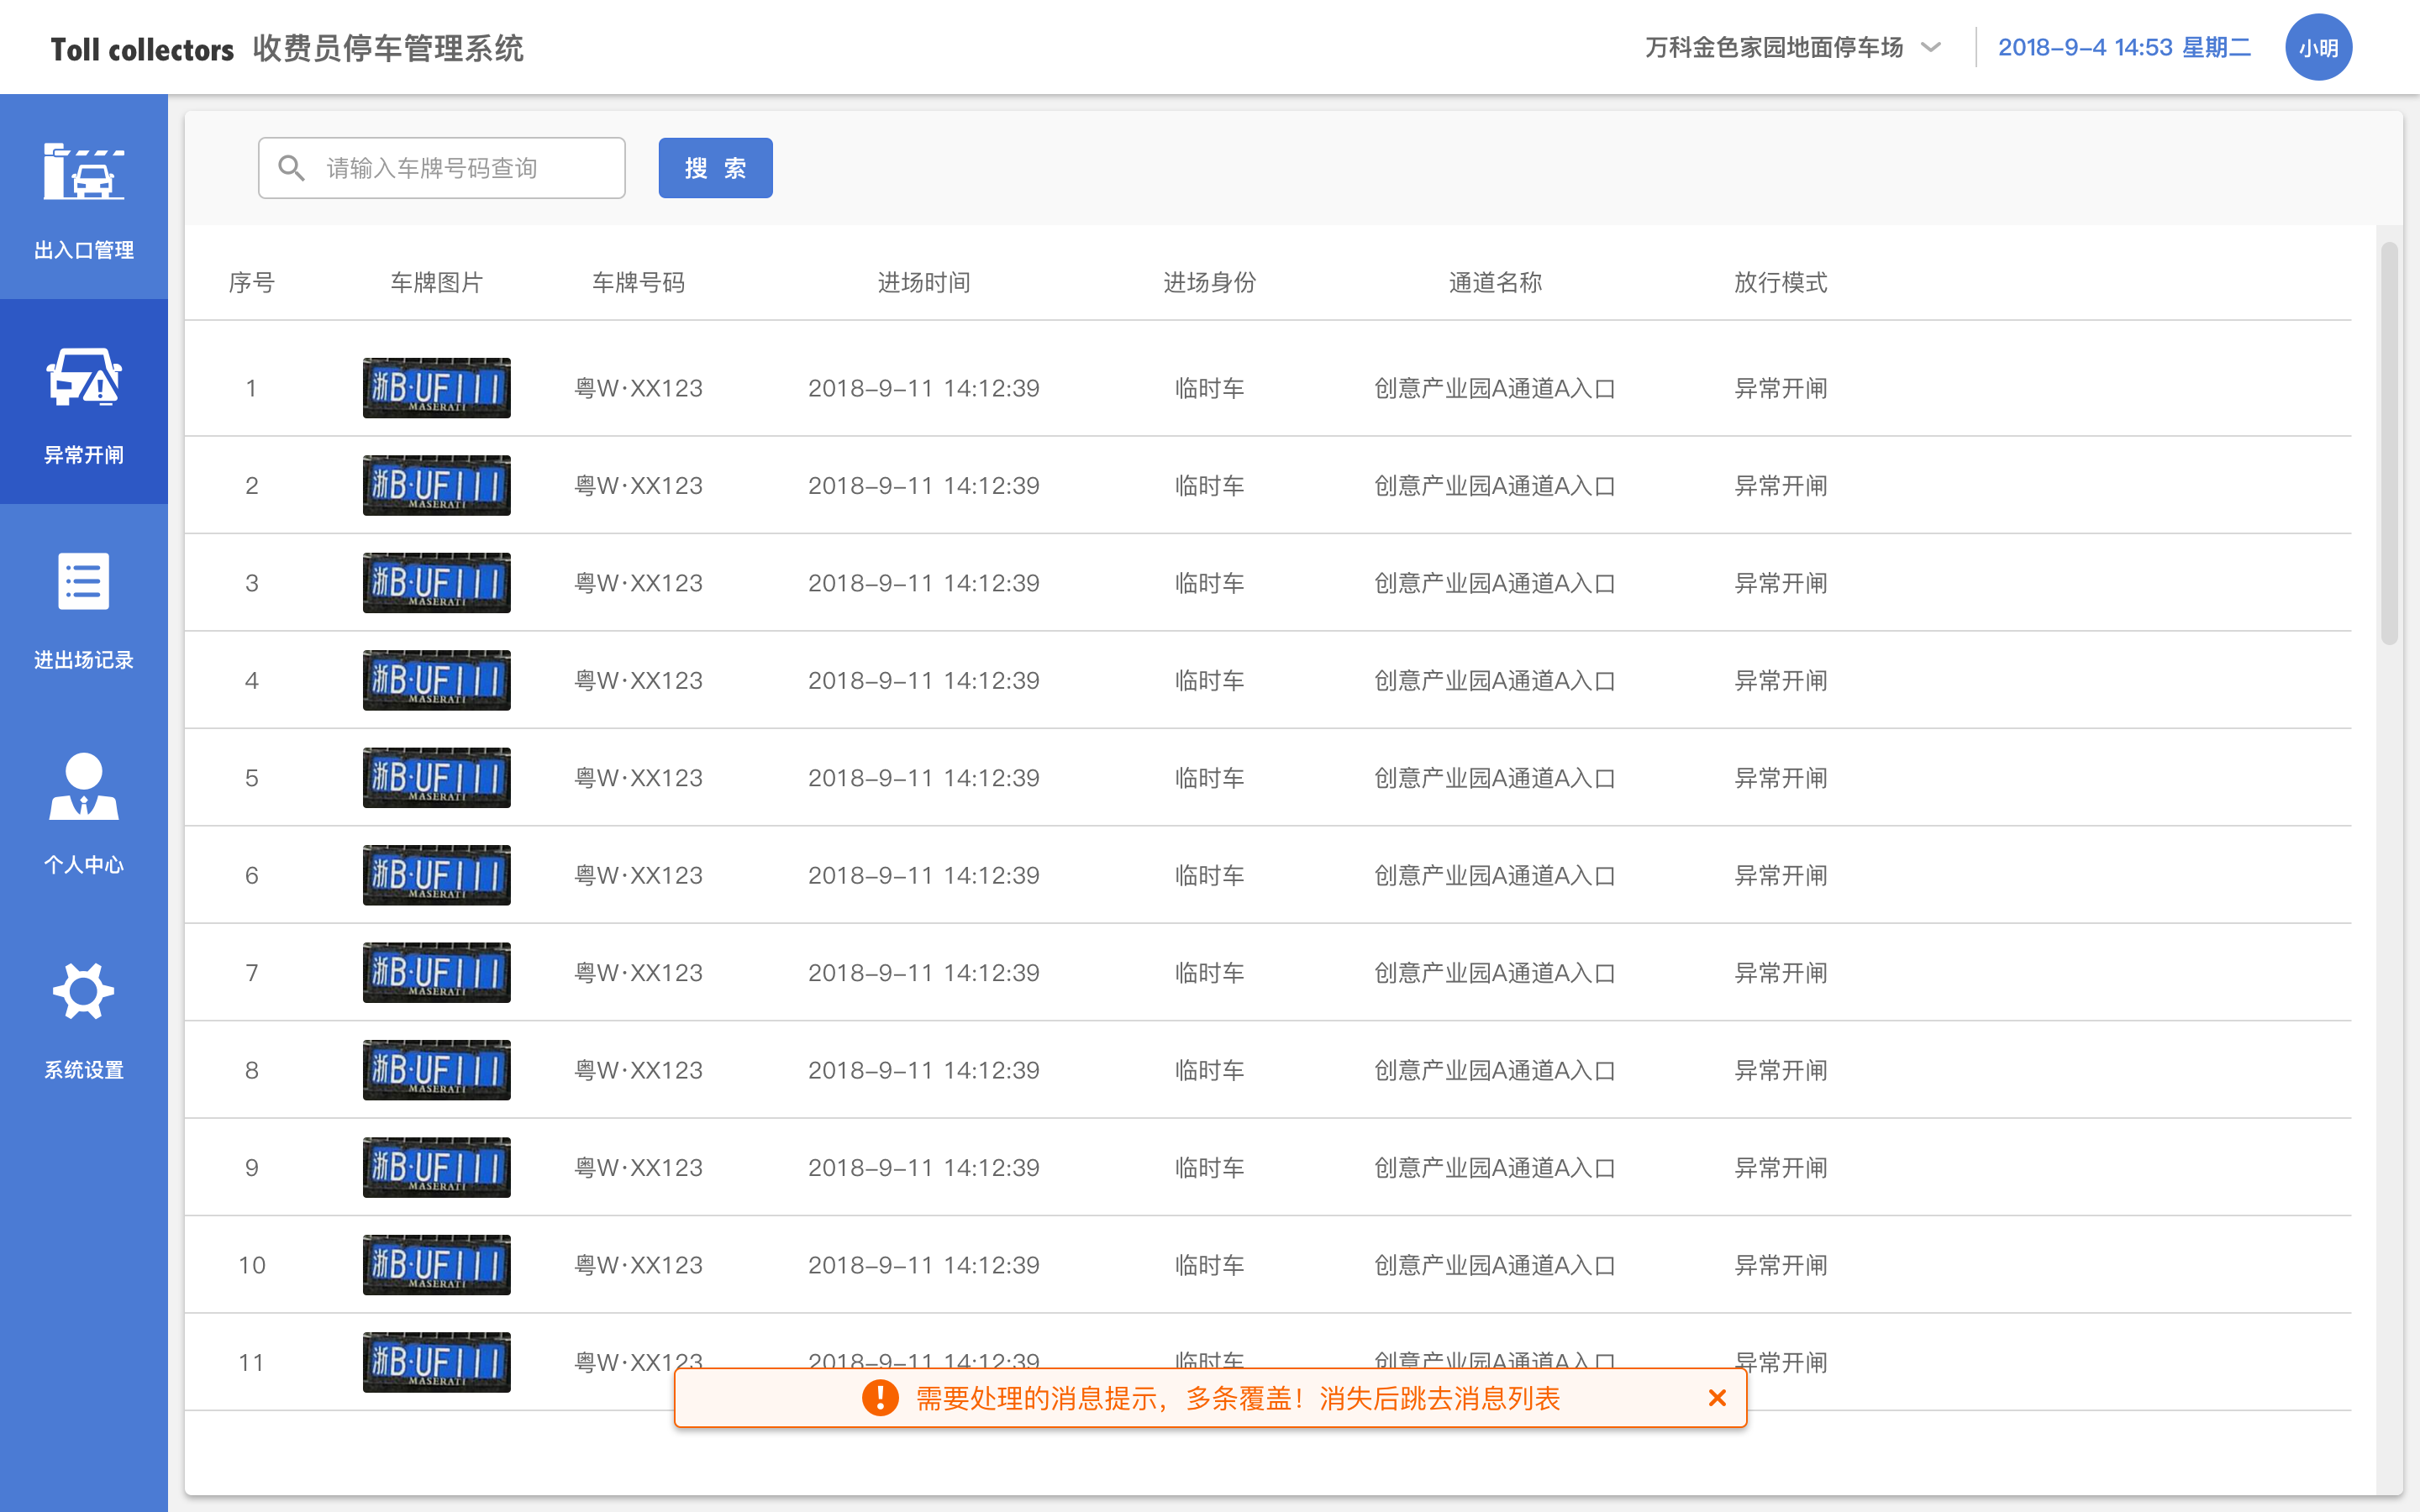 Toll collectors 收费员停车管理系统 万科金色家园地面停车场 2018-9-4 14:53 星期二 小明
出入口管理
异常开闸
进出场记录
个人中心
系统设置
请输入车牌号码查询 搜 索
序号 车牌图片 车牌号码 进场时间 进场身份 通道名称 放行模式
1 浙B·UF111 MASERATI 粤W·XX123 2018-9-11 14:12:39 临时车 创意产业园A通道A入口 异常开闸
2 浙B·UF111 MASERATI 粤W·XX123 2018-9-11 14:12:39 临时车 创意产业园A通道A入口 异常开闸
3 浙B·UF111 MASERATI 粤W·XX123 2018-9-11 14:12:39 临时车 创意产业园A通道A入口 异常开闸
4 浙B·UF111 MASERATI 粤W·XX123 2018-9-11 14:12:39 临时车 创意产业园A通道A入口 异常开闸
5 浙B·UF111 MASERATI 粤W·XX123 2018-9-11 14:12:39 临时车 创意产业园A通道A入口 异常开闸
6 浙B·UF111 MASERATI 粤W·XX123 2018-9-11 14:12:39 临时车 创意产业园A通道A入口 异常开闸
7 浙B·UF111 MASERATI 粤W·XX123 2018-9-11 14:12:39 临时车 创意产业园A通道A入口 异常开闸
8 浙B·UF111 MASERATI 粤W·XX123 2018-9-11 14:12:39 临时车 创意产业园A通道A入口 异常开闸
9 浙B·UF111 MASERATI 粤W·XX123 2018-9-11 14:12:39 临时车 创意产业园A通道A入口 异常开闸
10 浙B·UF111 MASERATI 粤W·XX123 2018-9-11 14:12:39 临时车 创意产业园A通道A入口 异常开闸
11 浙B·UF111 MASERATI 粤W·XX123 2018-9-11 14:12:39 临时车 创意产业园A通道A入口 异常开闸
需要处理的消息提示，多条覆盖！消失后跳去消息列表